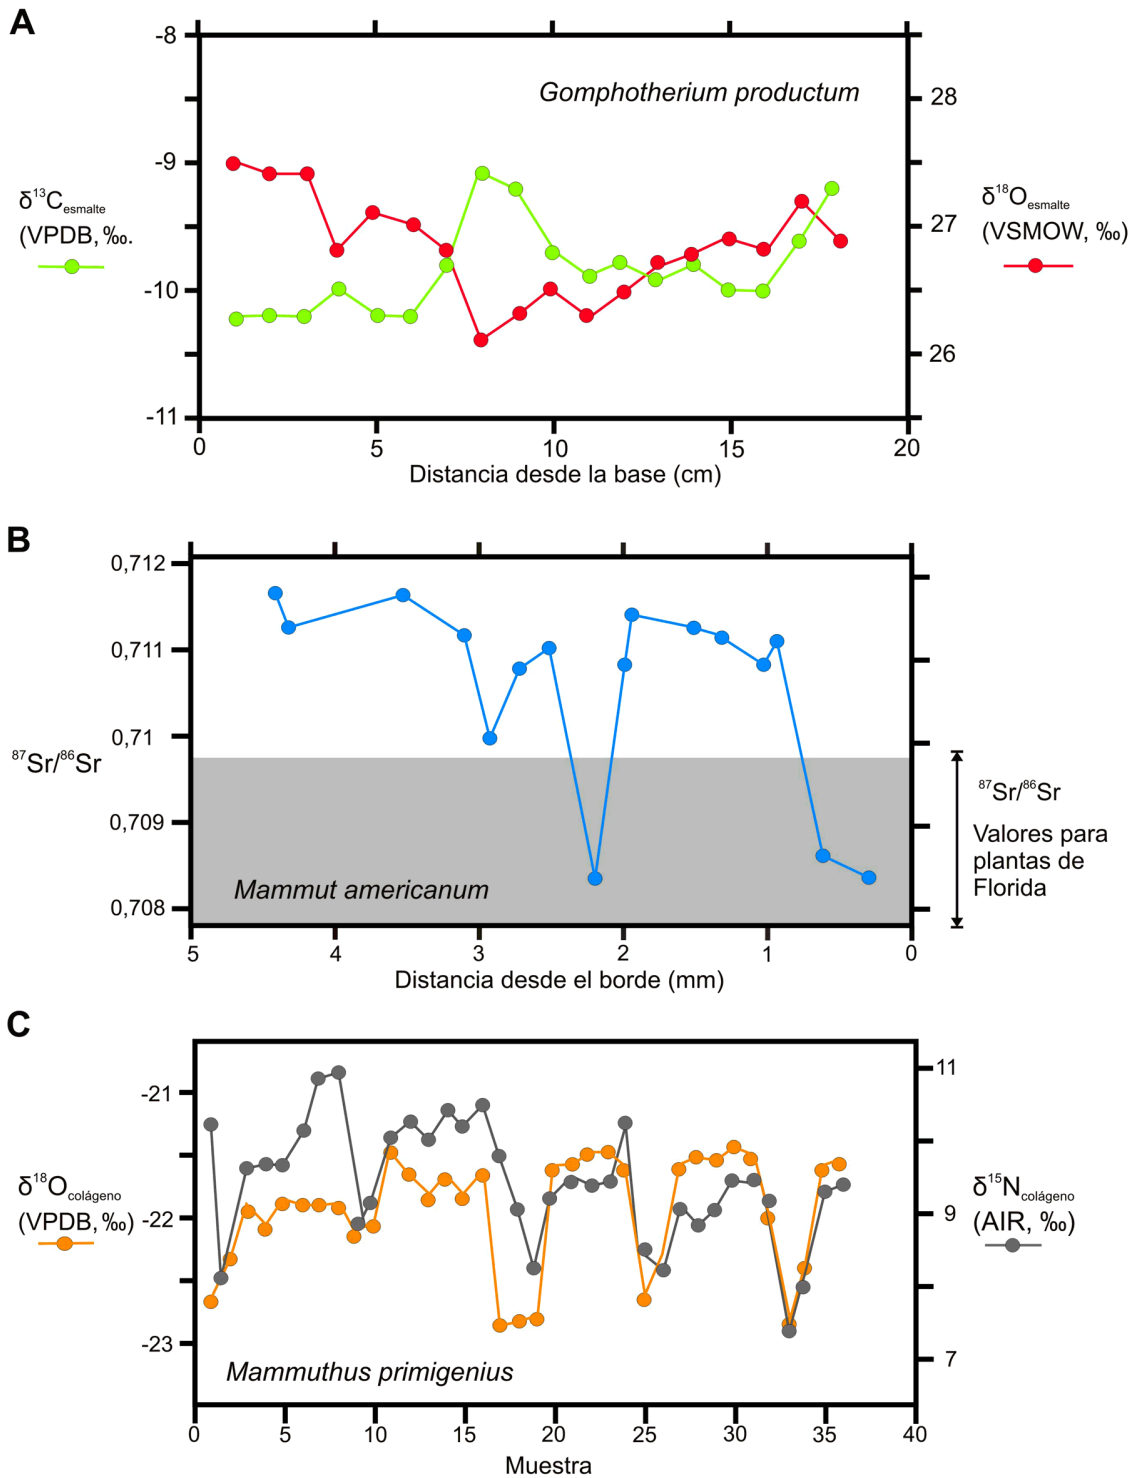 A
Gomphotherium productum
-8
-9
-10
-11
δ¹³Cesmalte
(VPDB, ‰.
28
27
26
δ¹⁸Oesmalte
(VSMOW, ‰)
0 5 10 15 20
Distancia desde la base (cm)
B
0,712
0,711
0,71
0,709
0,708
⁸⁷Sr/⁸⁶Sr
Mammut americanum
⁸⁷Sr/⁸⁶Sr
Valores para
plantas de
Florida
5 4 3 2 1 0
Distancia desde el borde (mm)
C
-21
-22
-23
δ¹⁸Ocolágeno
(VPDB, ‰)
11
9
7
δ¹⁵Ncolágeno
(AIR, ‰)
Mammuthus primigenius
0 5 10 15 20 25 30 35 40
Muestra